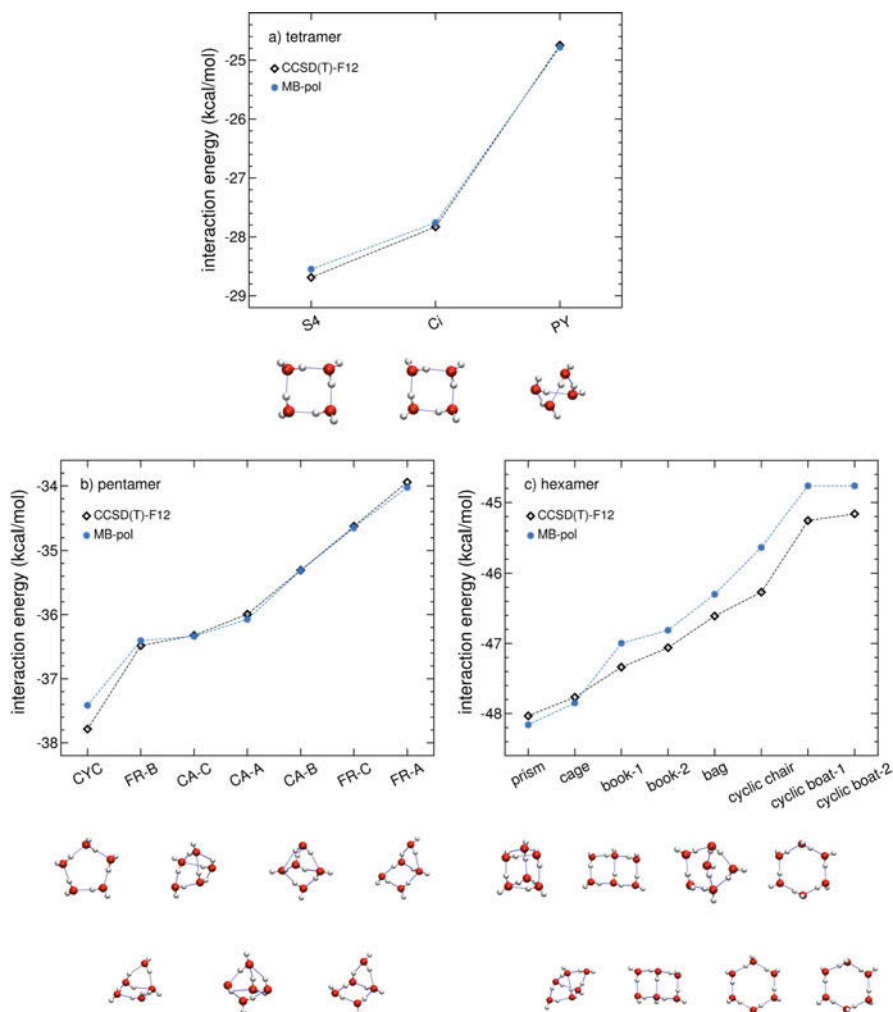 a) tetramer
CCSD(T)-F12
MB-pol
interaction energy (kcal/mol)
-25
-26
-27
-28
-29
S4
Ci
PY
b) pentamer
CCSD(T)-F12
MB-pol
interaction energy (kcal/mol)
-34
-35
-36
-37
-38
CYC
FR-B
CA-C
CA-A
CA-B
FR-C
FR-A
c) hexamer
CCSD(T)-F12
MB-pol
interaction energy (kcal/mol)
-45
-46
-47
-48
prism
cage
book-1
book-2
bag
cyclic chair
cyclic boat-1
cyclic boat-2